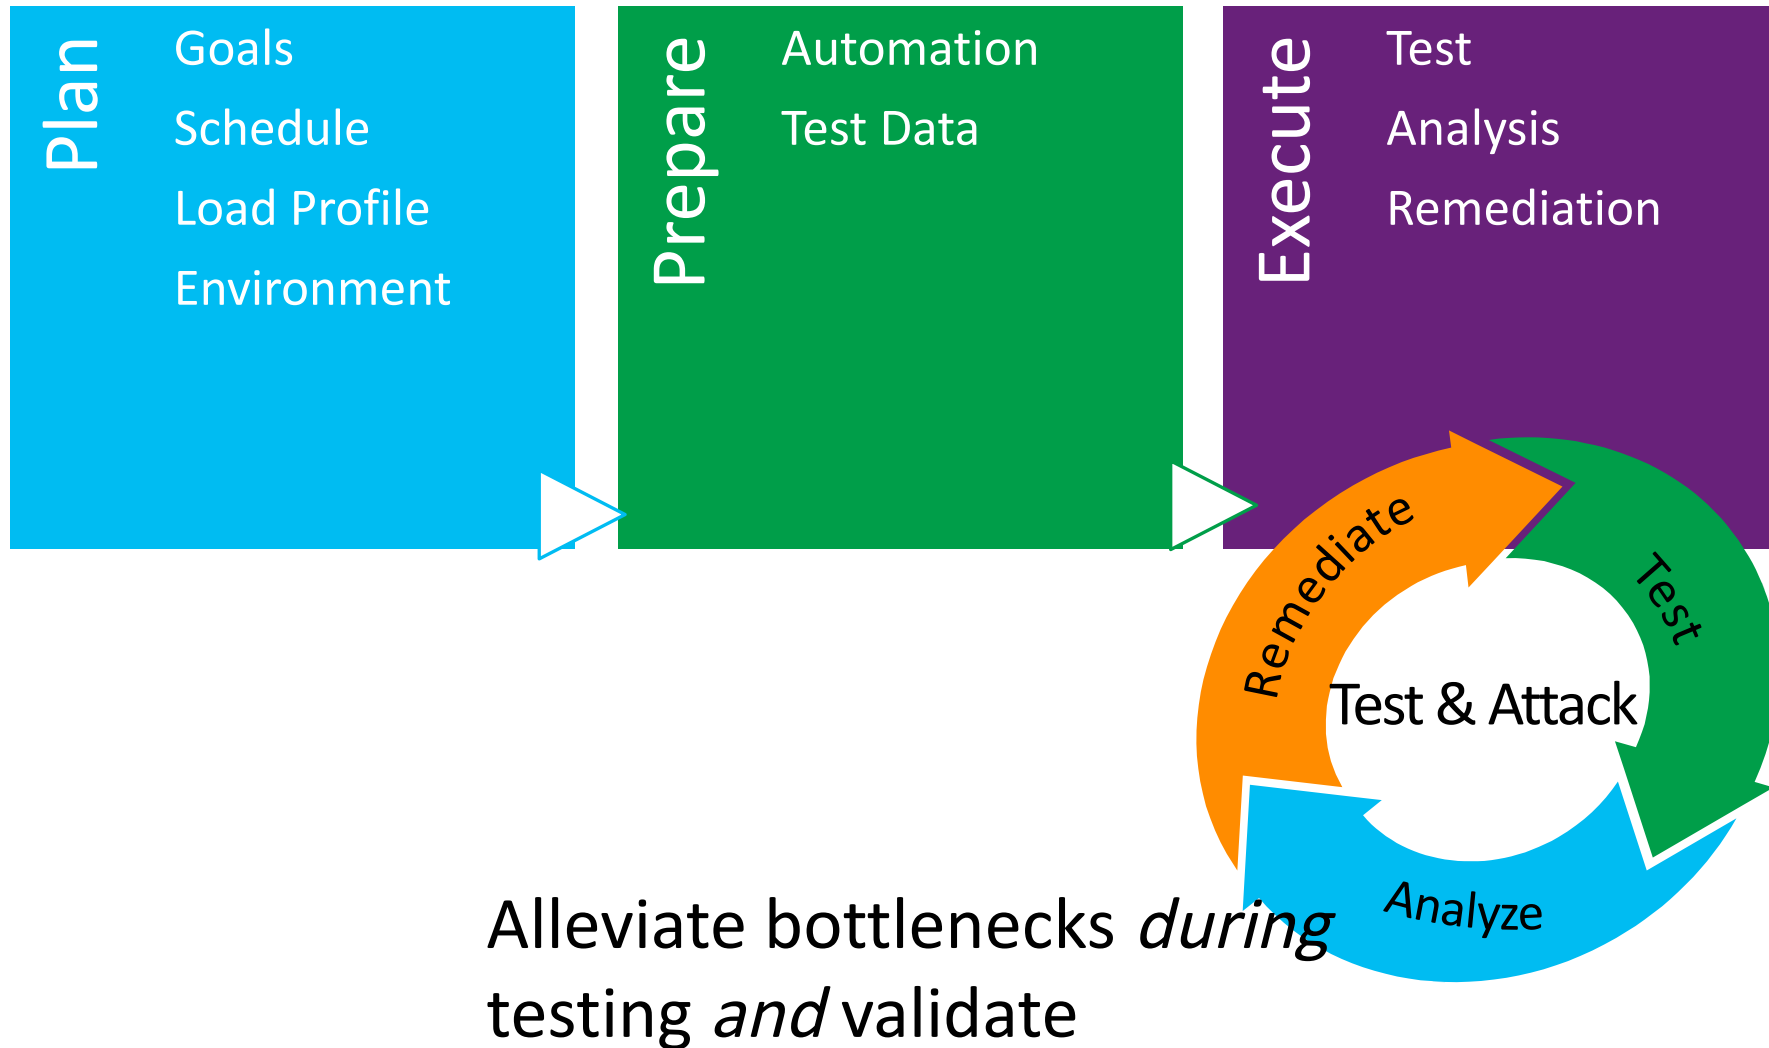 Plan
Goals
Schedule
Load Profile
Environment
Prepare
Automation
Test Data
Execute
Test
Analysis
Remediation
Remediate
Test
Test & Attack
Analyze
Alleviate bottlenecks during
testing and validate